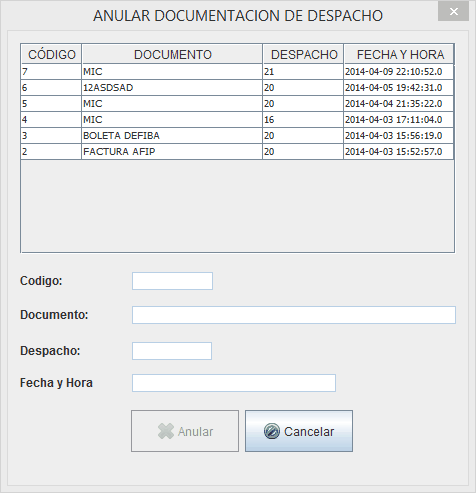 ANULAR DOCUMENTACION DE DESPACHO
CÓDIGO DOCUMENTO DESPACHO FECHA Y HORA
7 MIC 21 2014-04-09 22:10:52.0
6 12ASDSAD 20 2014-04-05 19:42:31.0
5 MIC 20 2014-04-04 21:35:22.0
4 MIC 16 2014-04-03 17:11:04.0
3 BOLETA DEFIBA 20 2014-04-03 15:56:19.0
2 FACTURA AFIP 20 2014-04-03 15:52:57.0
Codigo:
Documento:
Despacho:
Fecha y Hora
Anular Cancelar